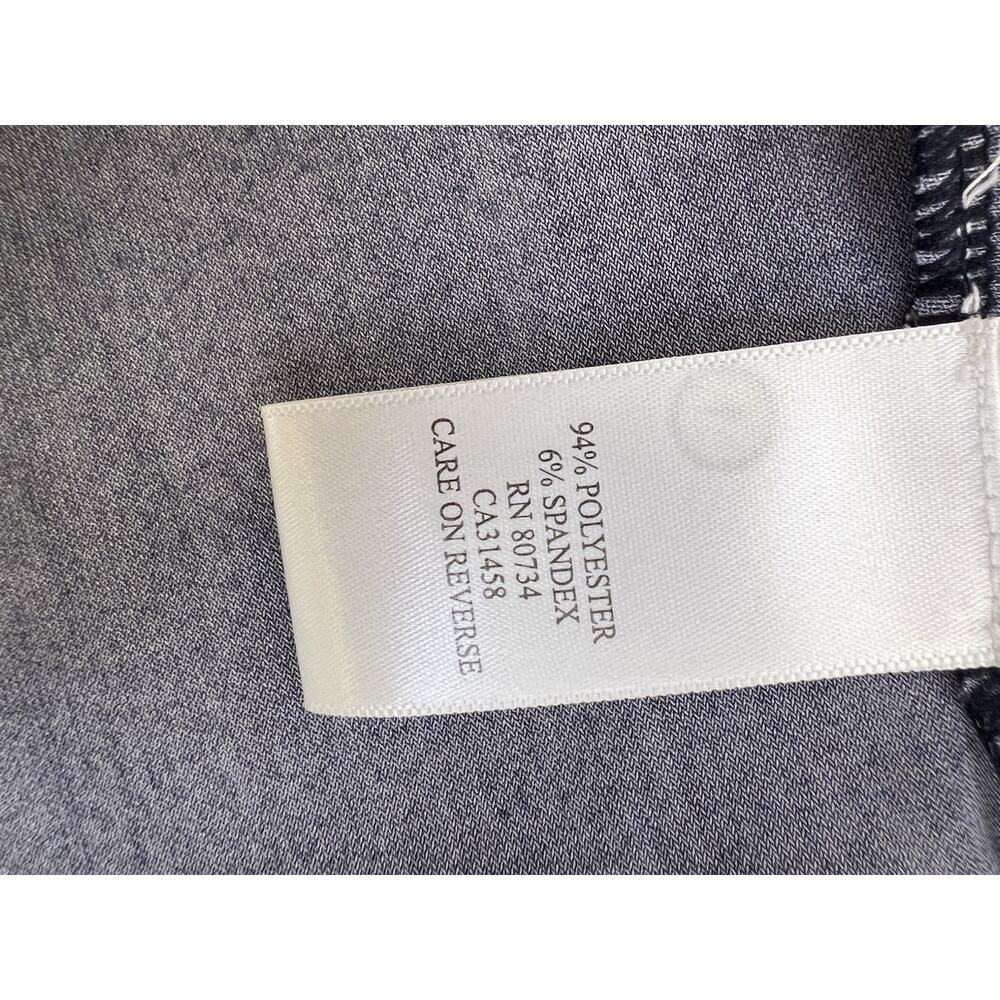 94% POLYESTER
6% SPANDEX
RN 80734
CA31458
CARE ON REVERSE